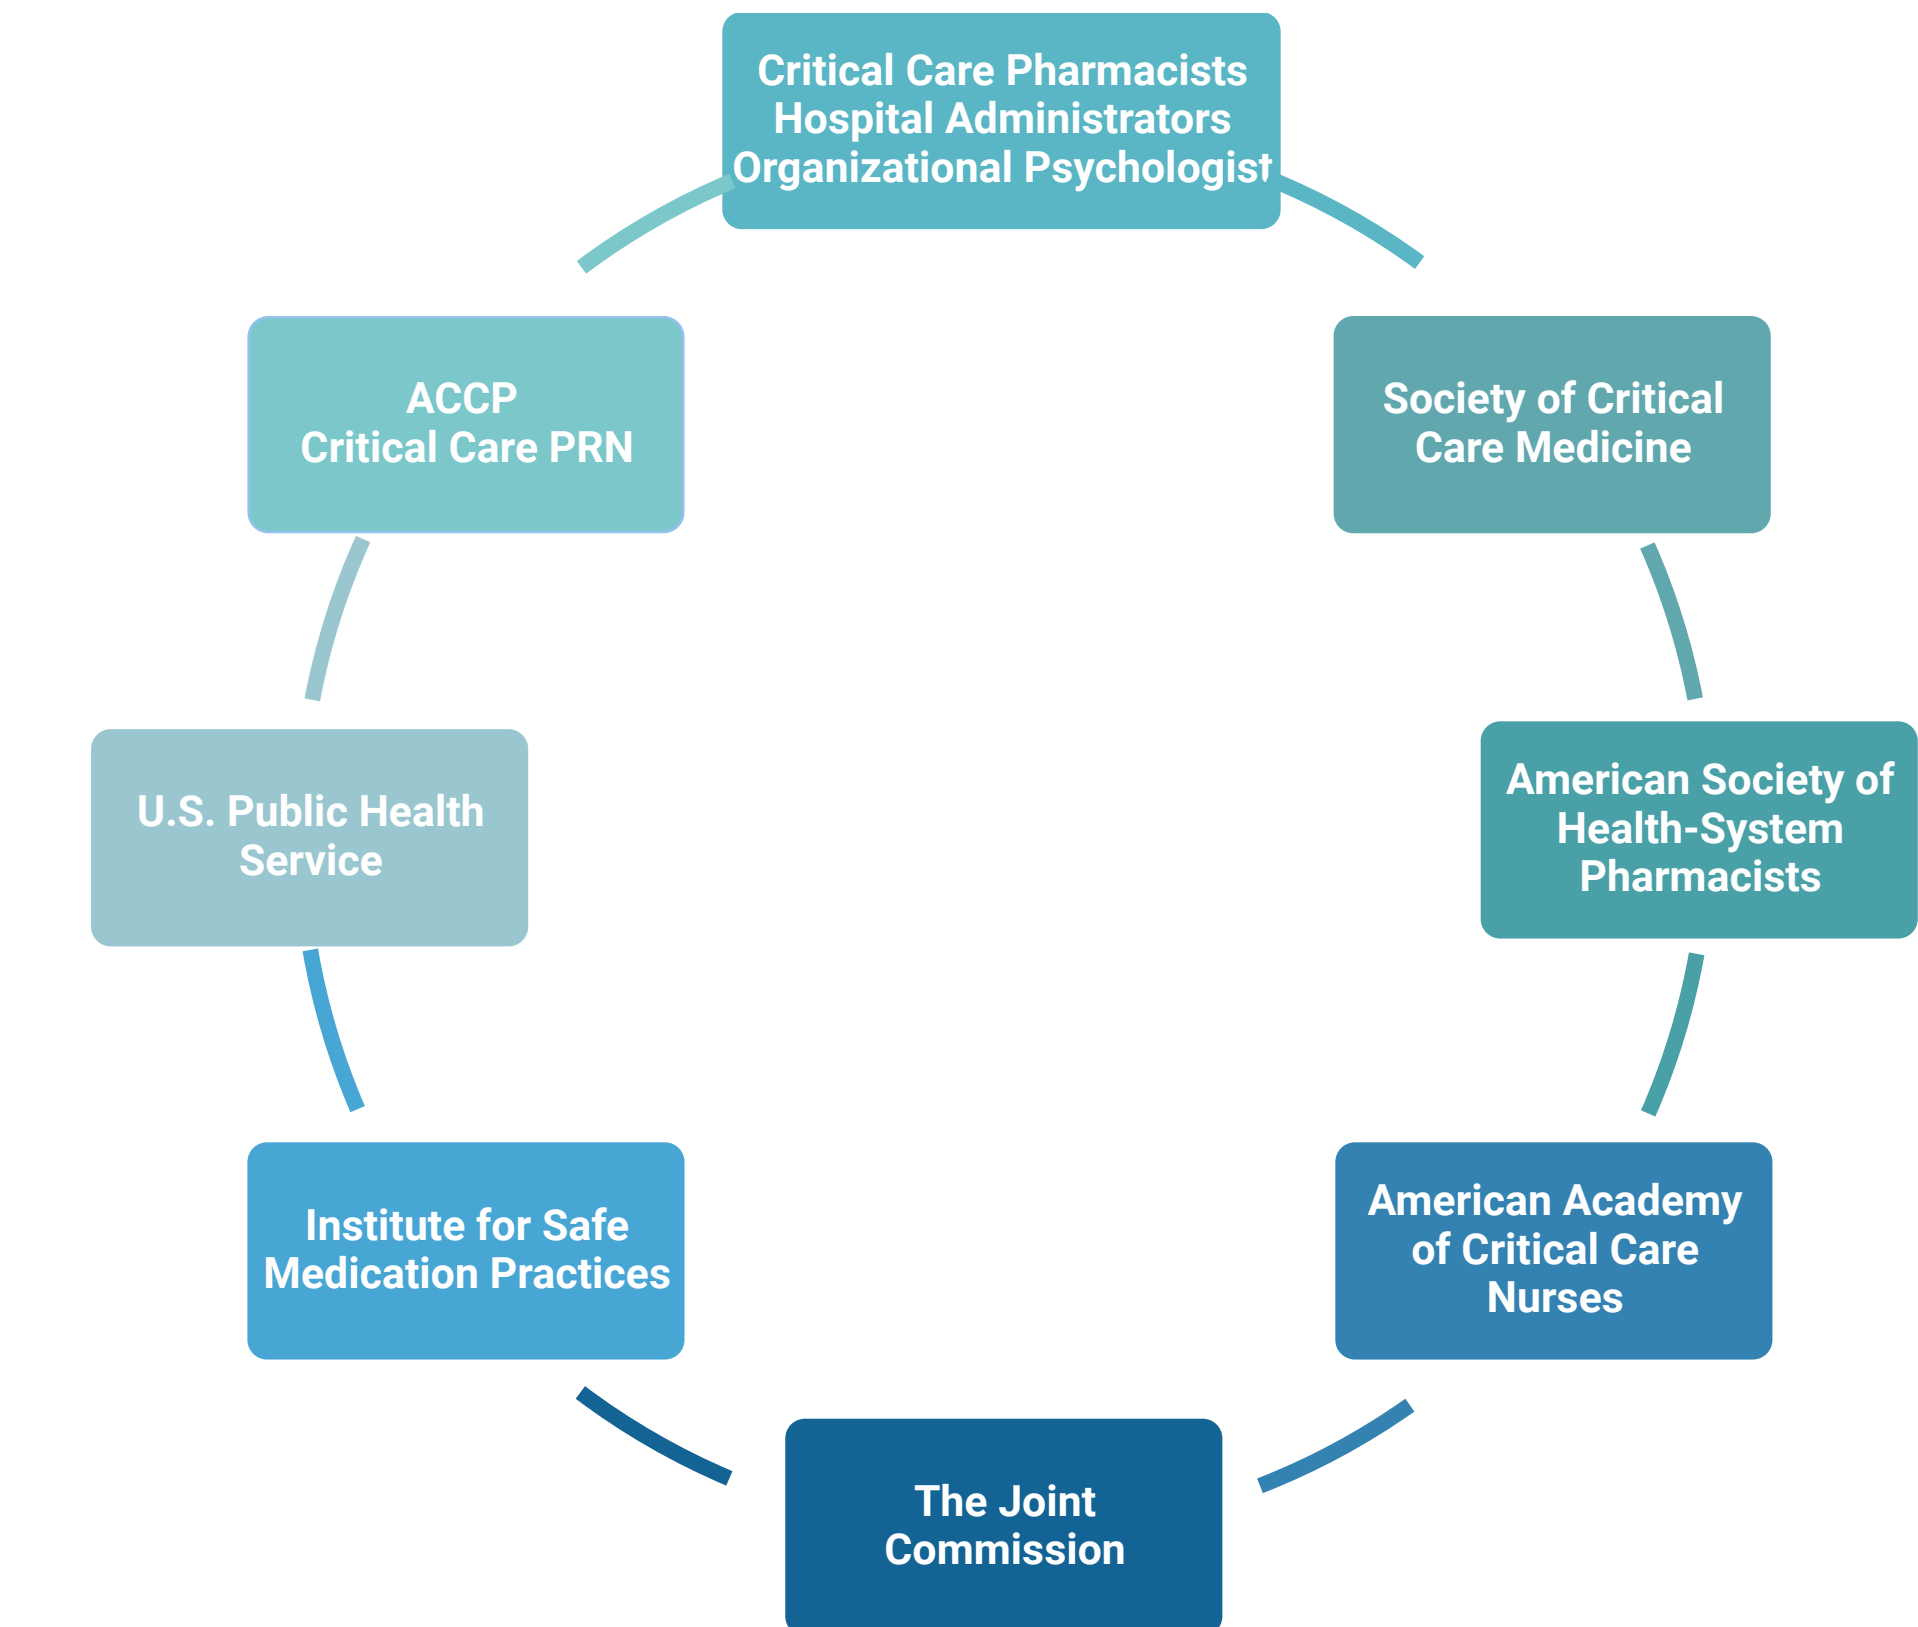 Critical Care Pharmacists
Hospital Administrators
Organizational Psychologist
ACCP
Critical Care PRN
Society of Critical
Care Medicine
U.S. Public Health
Service
American Society of
Health-System
Pharmacists
Institute for Safe
Medication Practices
American Academy
of Critical Care
Nurses
The Joint
Commission